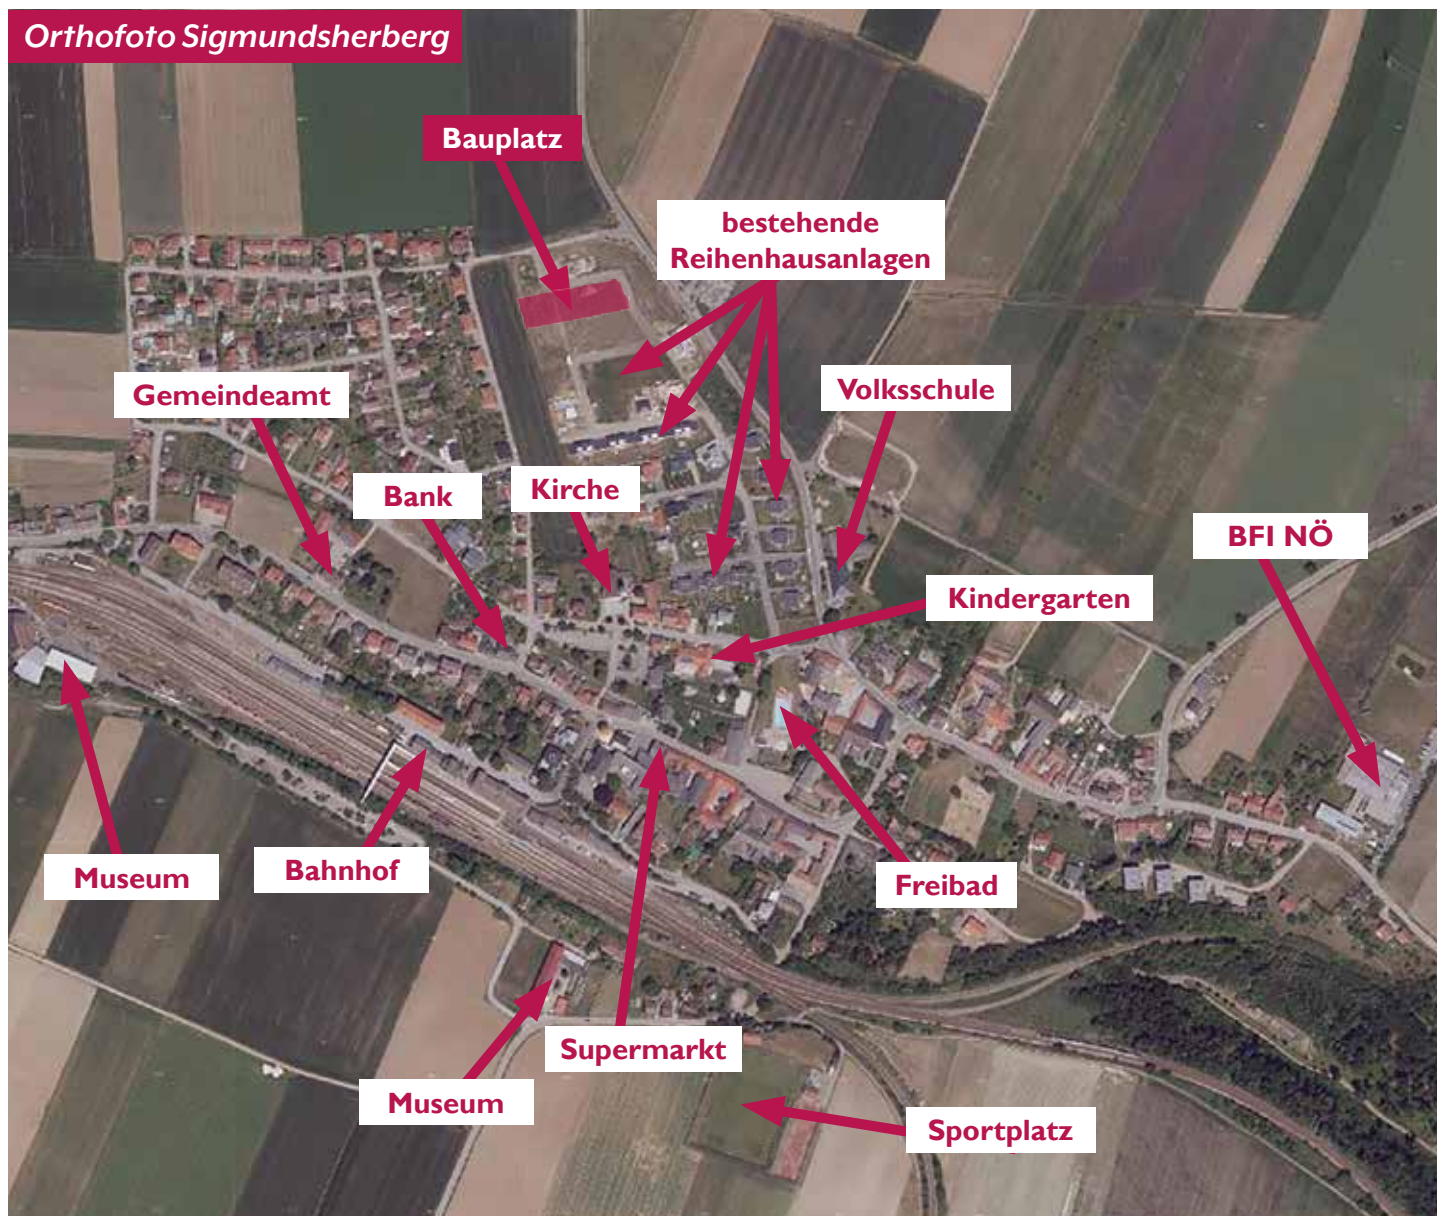 Orthofoto Sigmundsherberg
Bauplatz
bestehende
Reihenhausanlagen
Gemeindeamt
Volksschule
Bank
Kirche
BFI NÖ
Kindergarten
Museum
Bahnhof
Freibad
Supermarkt
Museum
Sportplatz